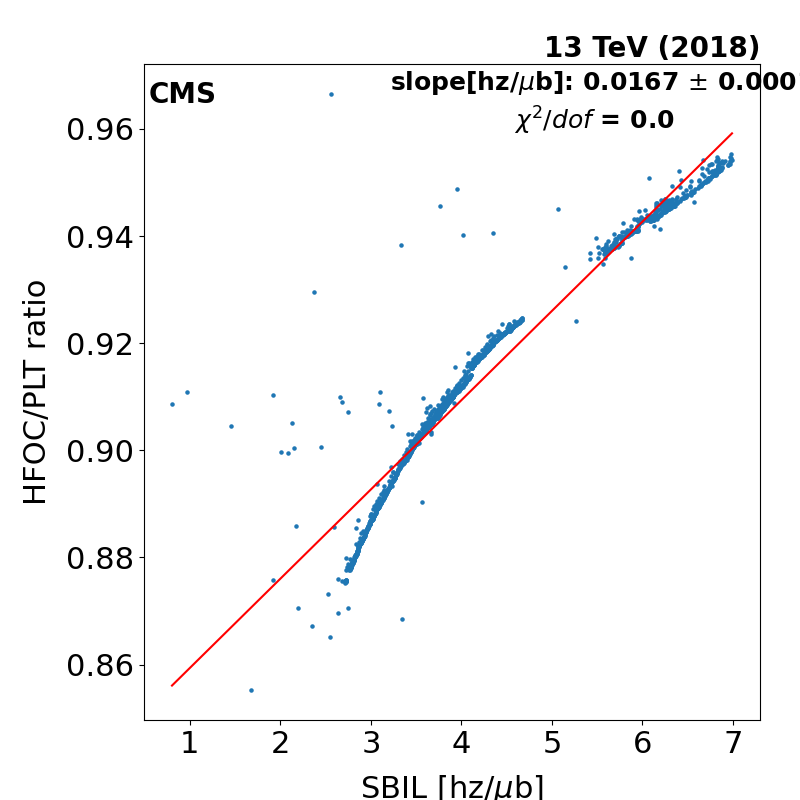 13 TeV (2018)
CMS
slope[hz/μb]: 0.0167 ± 0.000
χ²/dof = 0.0
0.96
0.94
0.92
0.90
0.88
0.86
HFOC/PLT ratio
1 2 3 4 5 6 7
SBIL [hz/μb]